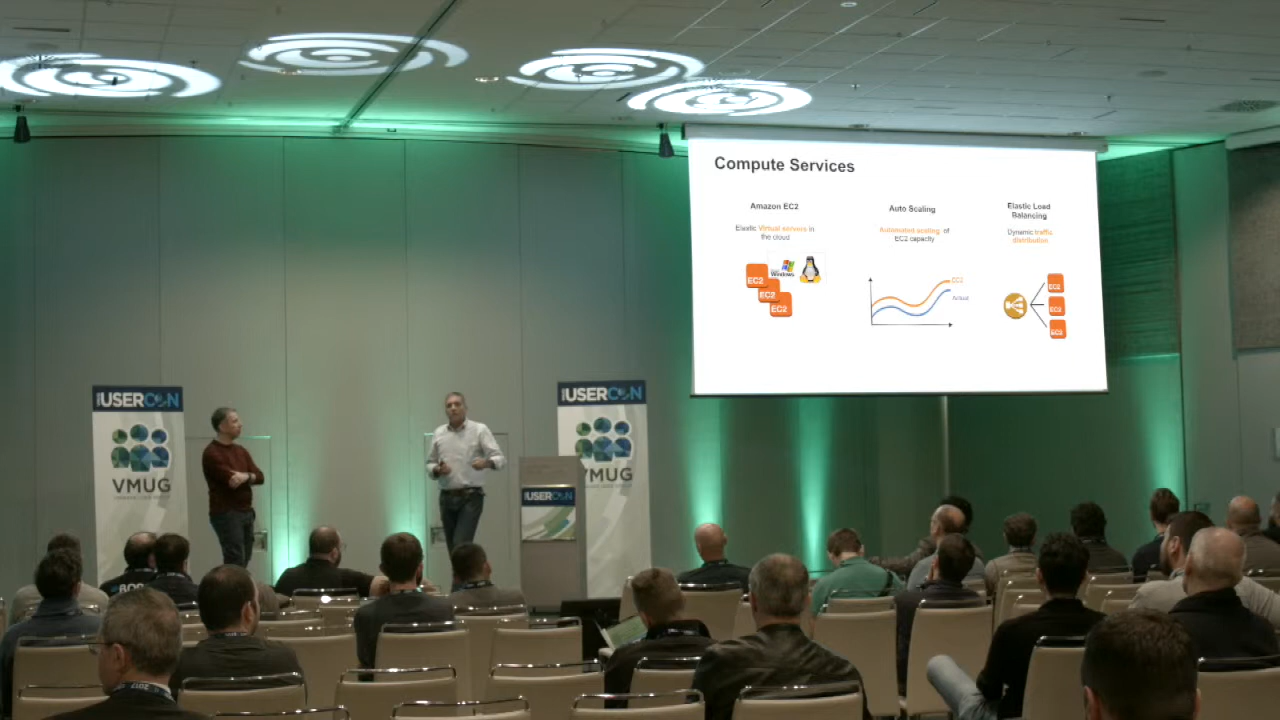 Compute Services
Amazon EC2
Elastic Virtual servers in
the cloud
Windows
EC2
EC2
EC2
Auto Scaling
Automated scaling of
EC2 capacity
EC2
Actual
Elastic Load
Balancing
Dynamic traffic
distribution
EC2
EC2
EC2
USERCON
VMUG
USERCON
VMUG
USERCON